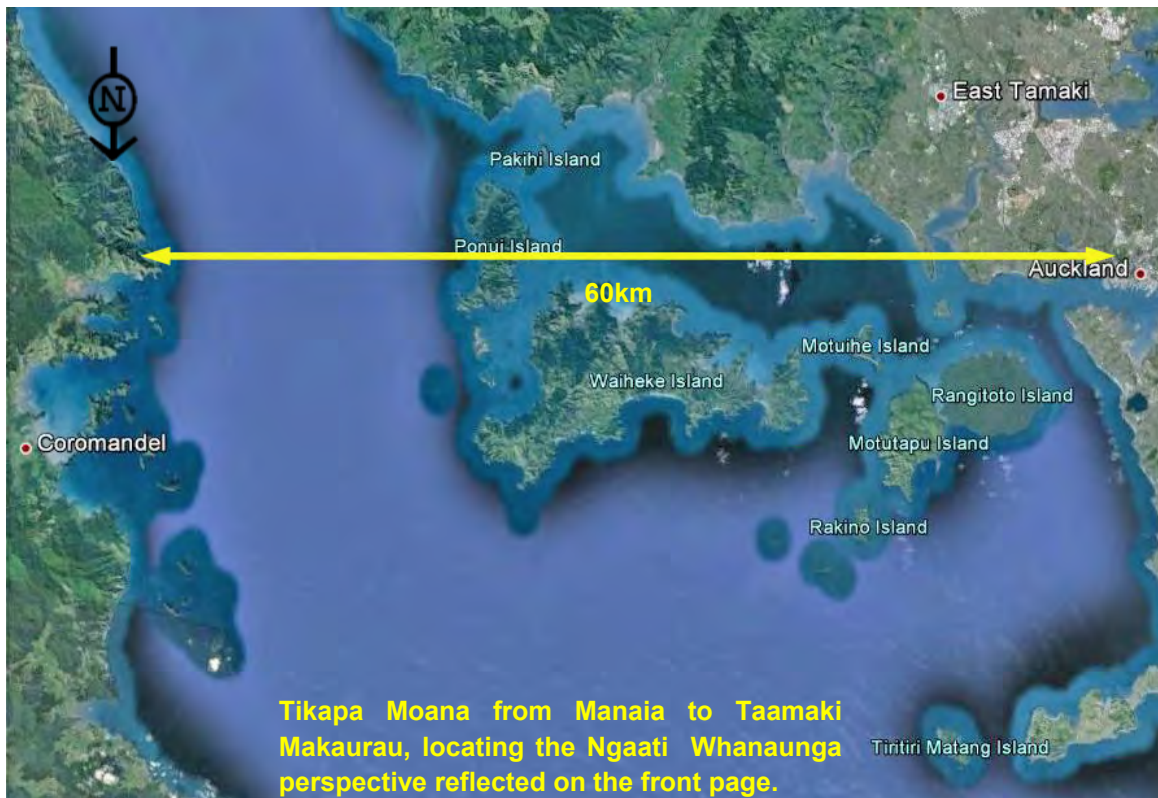 N
East Tamaki
Pakihi Island
Ponui Island
Auckland
60km
Motuihe Island
Waiheke Island
Rangitoto Island
Coromandel
Motutapu Island
Rakino Island
Tikapa Moana from Manaia to Taamaki
Makaurau, locating the Ngaati Whanaunga
perspective reflected on the front page.
Tiritiri Matang Island